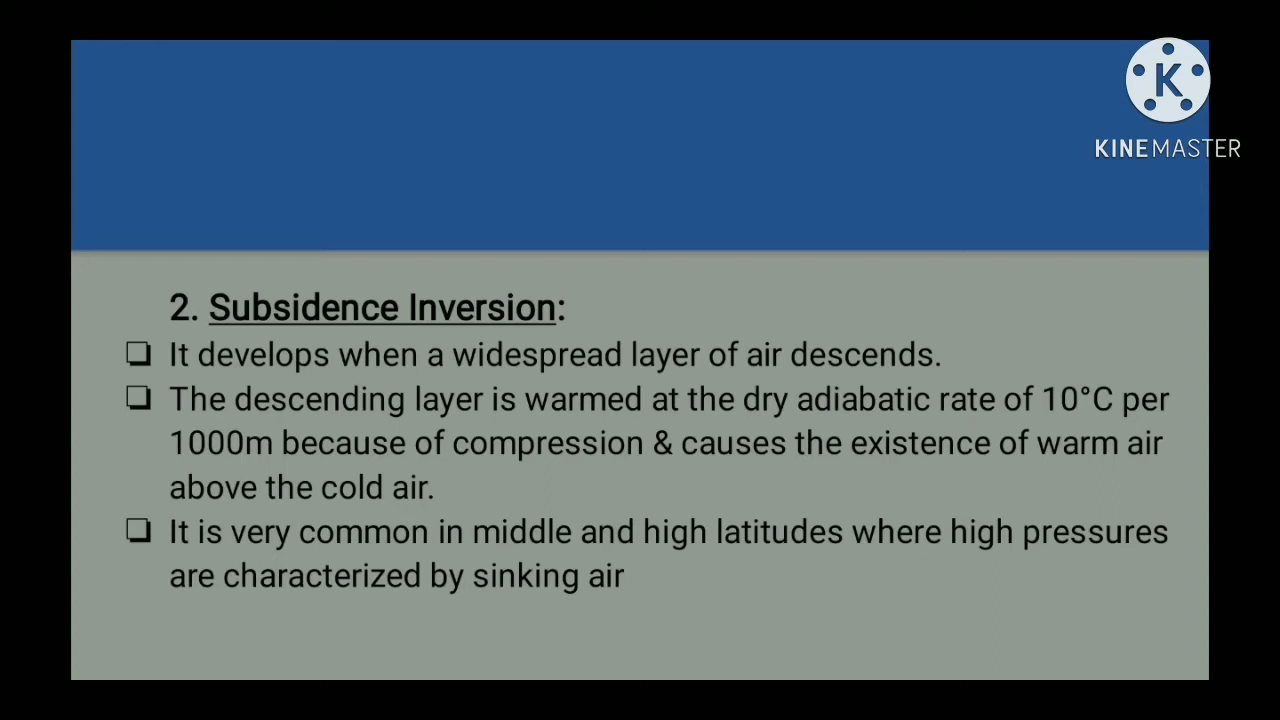 K
KINEMASTER
2. Subsidence Inversion:
❏ It develops when a widespread layer of air descends.
❏ The descending layer is warmed at the dry adiabatic rate of 10°C per
1000m because of compression & causes the existence of warm air
above the cold air.
❏ It is very common in middle and high latitudes where high pressures
are characterized by sinking air